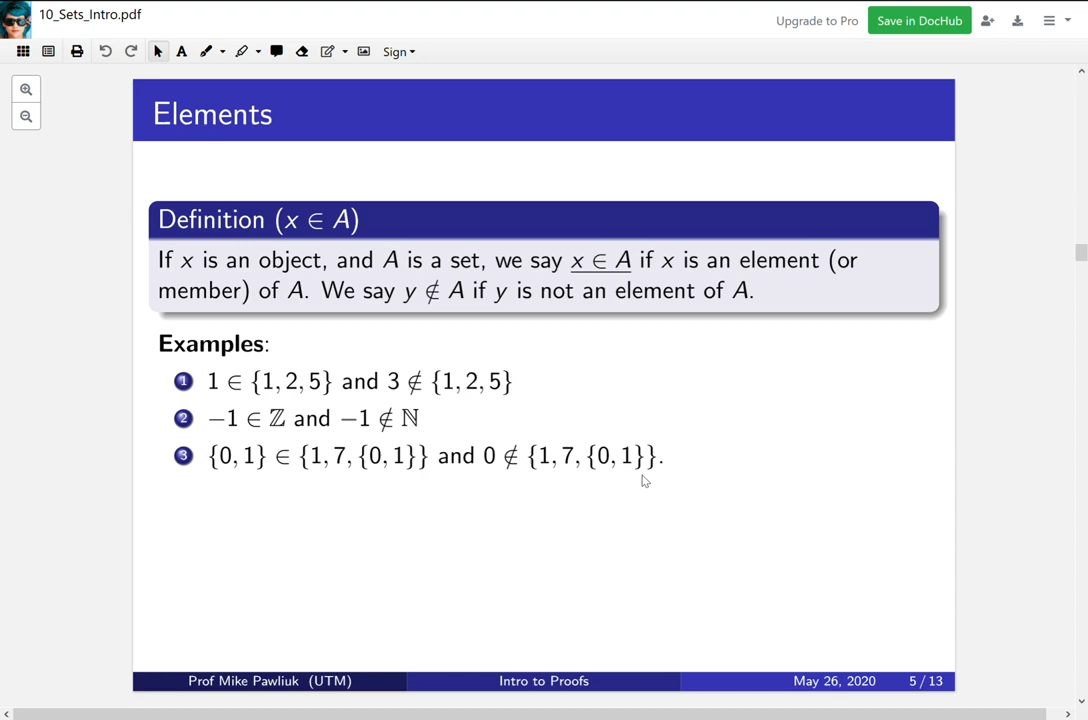 10_Sets_Intro.pdf
Upgrade to Pro
Save in DocHub
A
Sign
Elements
Definition (x ∈ A)
If x is an object, and A is a set, we say x ∈ A if x is an element (or
member) of A. We say y ∉ A if y is not an element of A.
Examples:
1 1 ∈ {1, 2, 5} and 3 ∉ {1, 2, 5}
2 −1 ∈ ℤ and −1 ∉ ℕ
3 {0, 1} ∈ {1, 7, {0, 1}} and 0 ∉ {1, 7, {0, 1}}.
Prof Mike Pawliuk (UTM) Intro to Proofs May 26, 2020 5 / 13